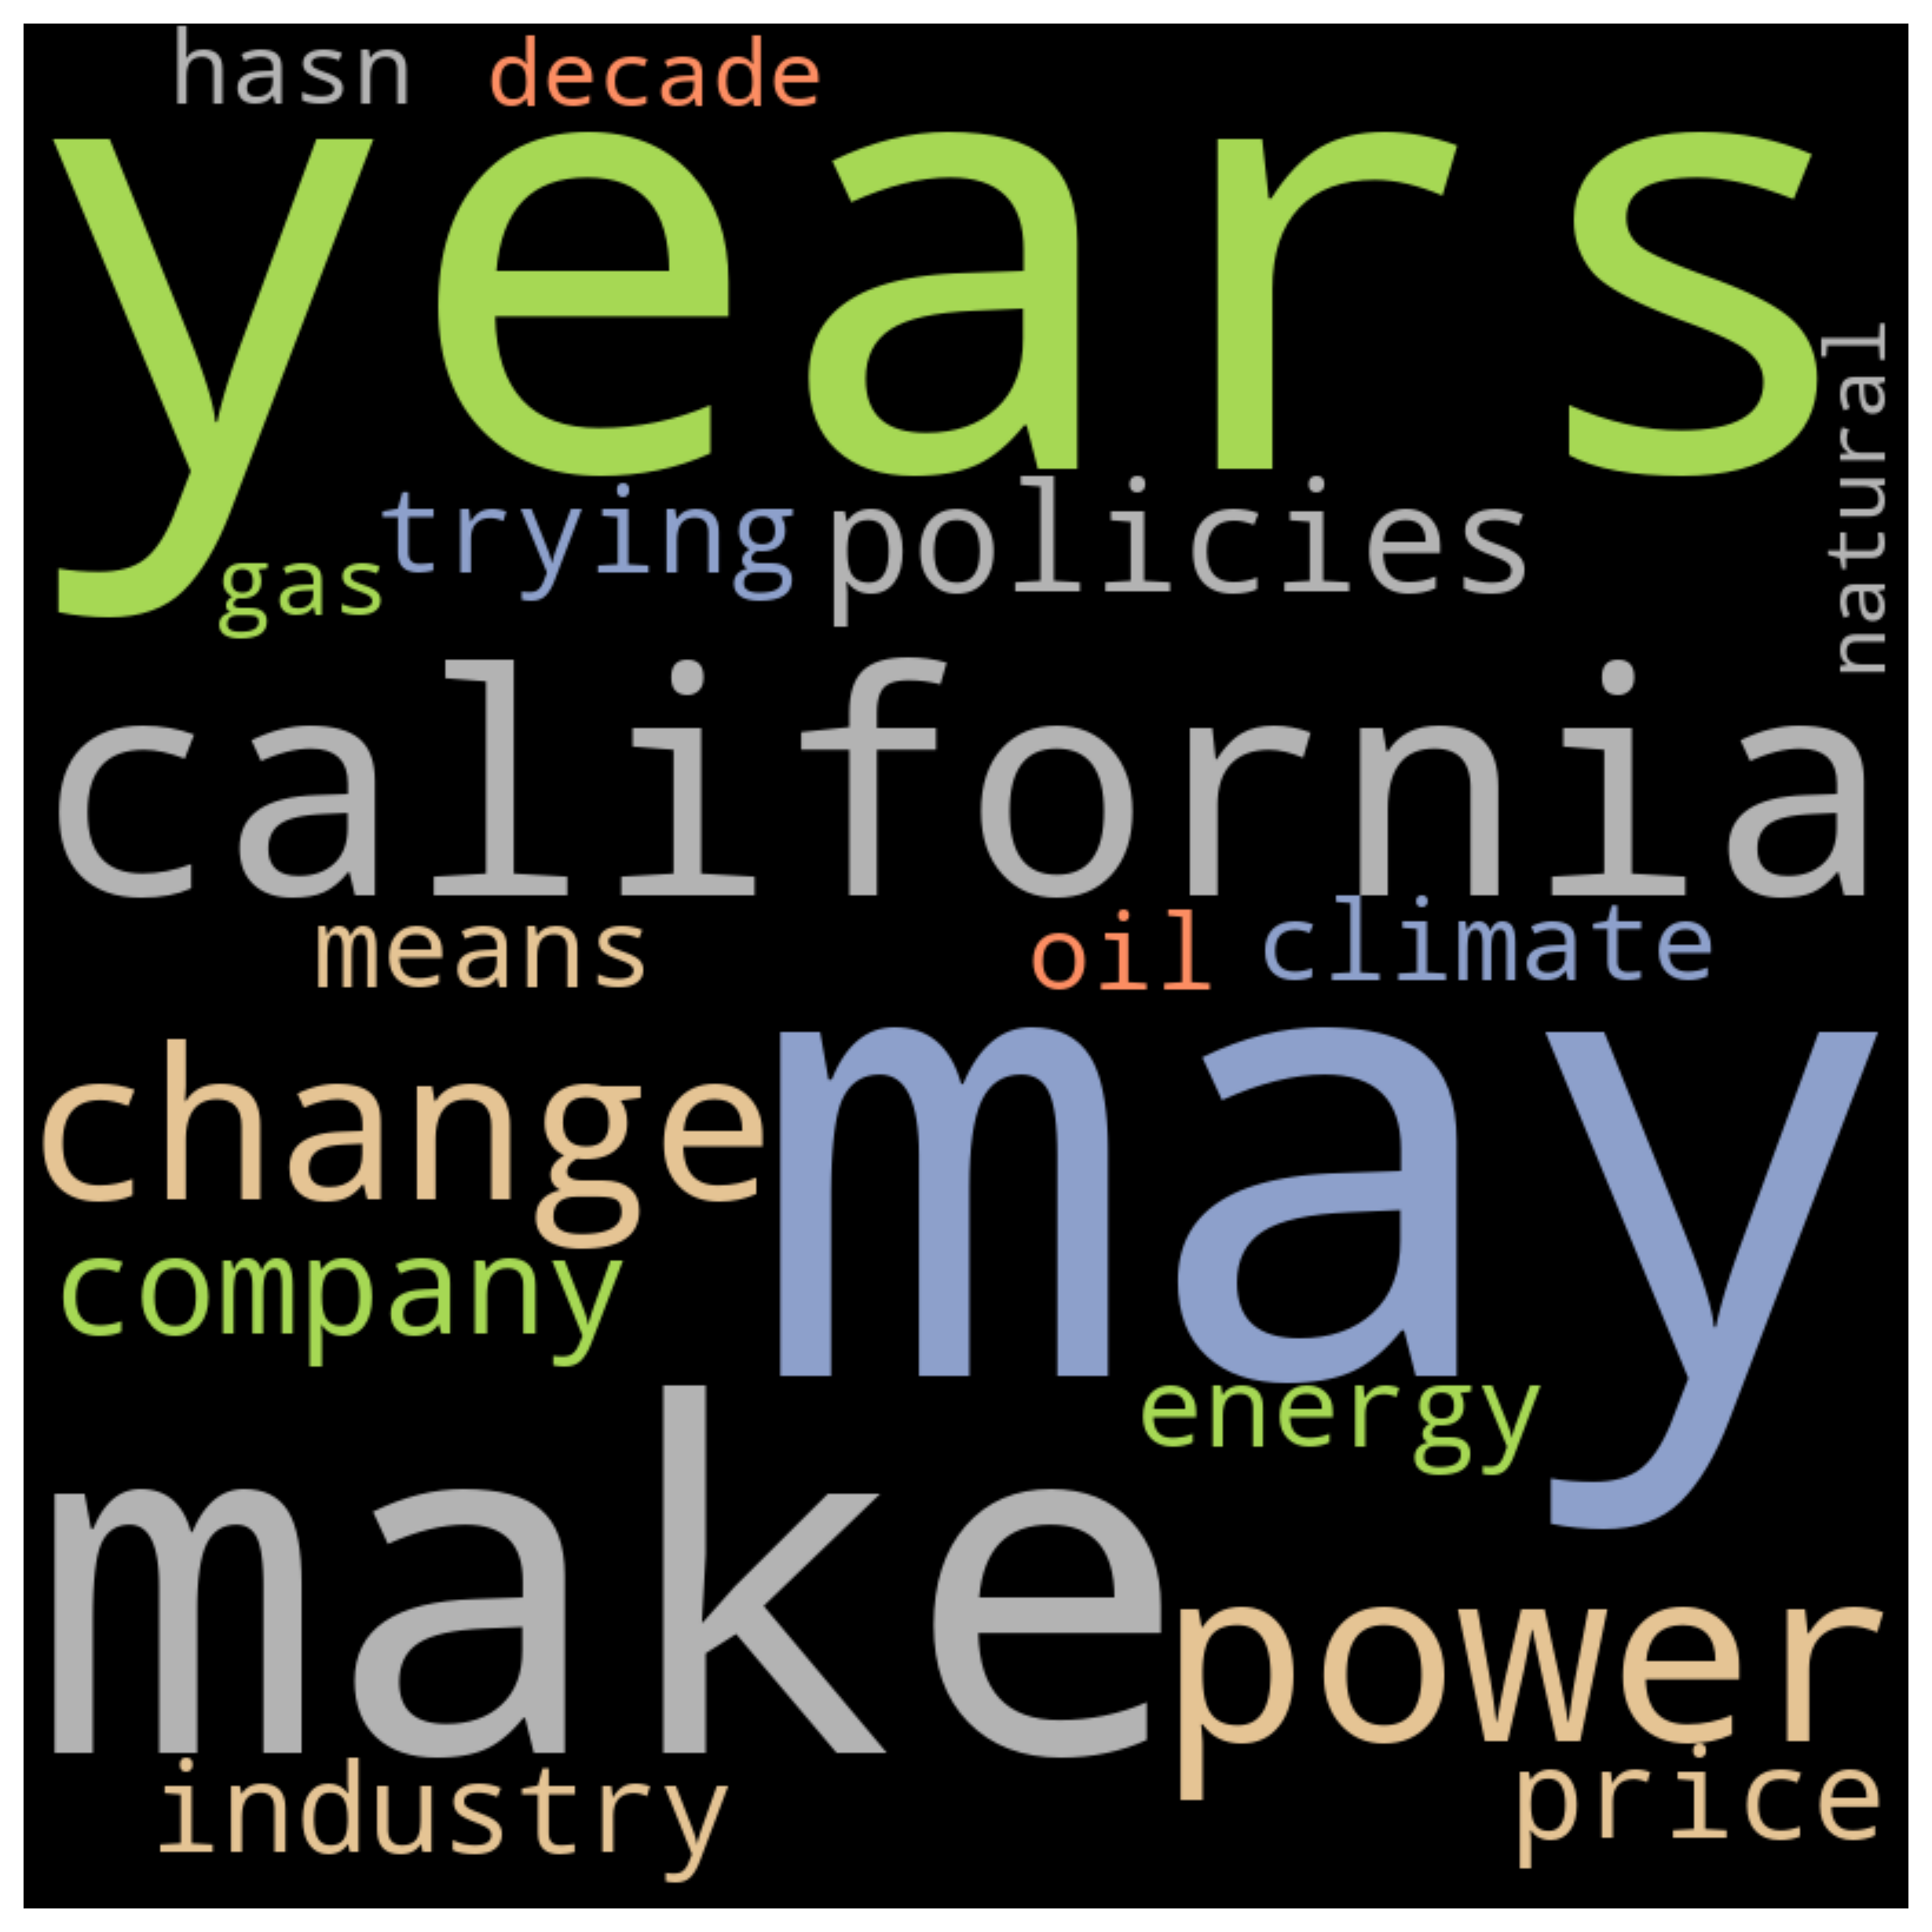 hasn decade
years
natural
trying policies
gas
california
means oil climate
change may
company
energy
make power
industry price